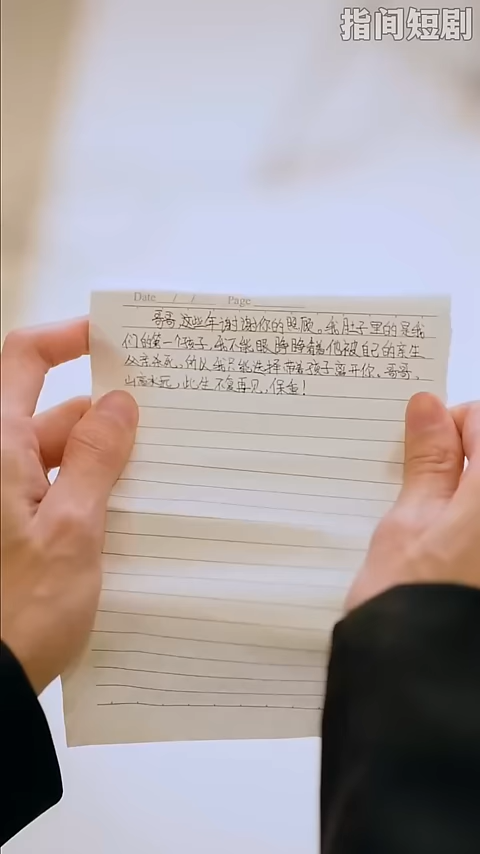 指间短剧
Date / / Page
哥哥,这些年谢谢你的照顾。我肚子里的是我
们的第一个孩子,我不能眼睁睁看着他被自己的亲生
父亲杀死。所以我只能选择带着孩子离开你。哥哥、
山高水远,此生不复再见,保重!